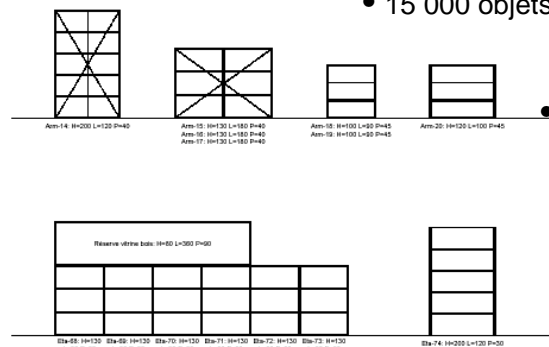 • 15 000 objets
Arm-14: H=200 L=120 P=40
Arm-15: H=130 L=180 P=40
Arm-16: H=130 L=180 P=40
Arm-17: H=130 L=180 P=40
Arm-18: H=100 L=90 P=45
Arm-19: H=100 L=90 P=45
Arm-20: H=120 L=100 P=45
•
Réserve vitrine bois: H=80 L=360 P=90
Eta-68: H=130 Eta-69: H=130 Eta-70: H=130 Eta-71: H=130 Eta-72: H=130 Eta-73: H=130
Eta-74: H=200 L=120 P=30